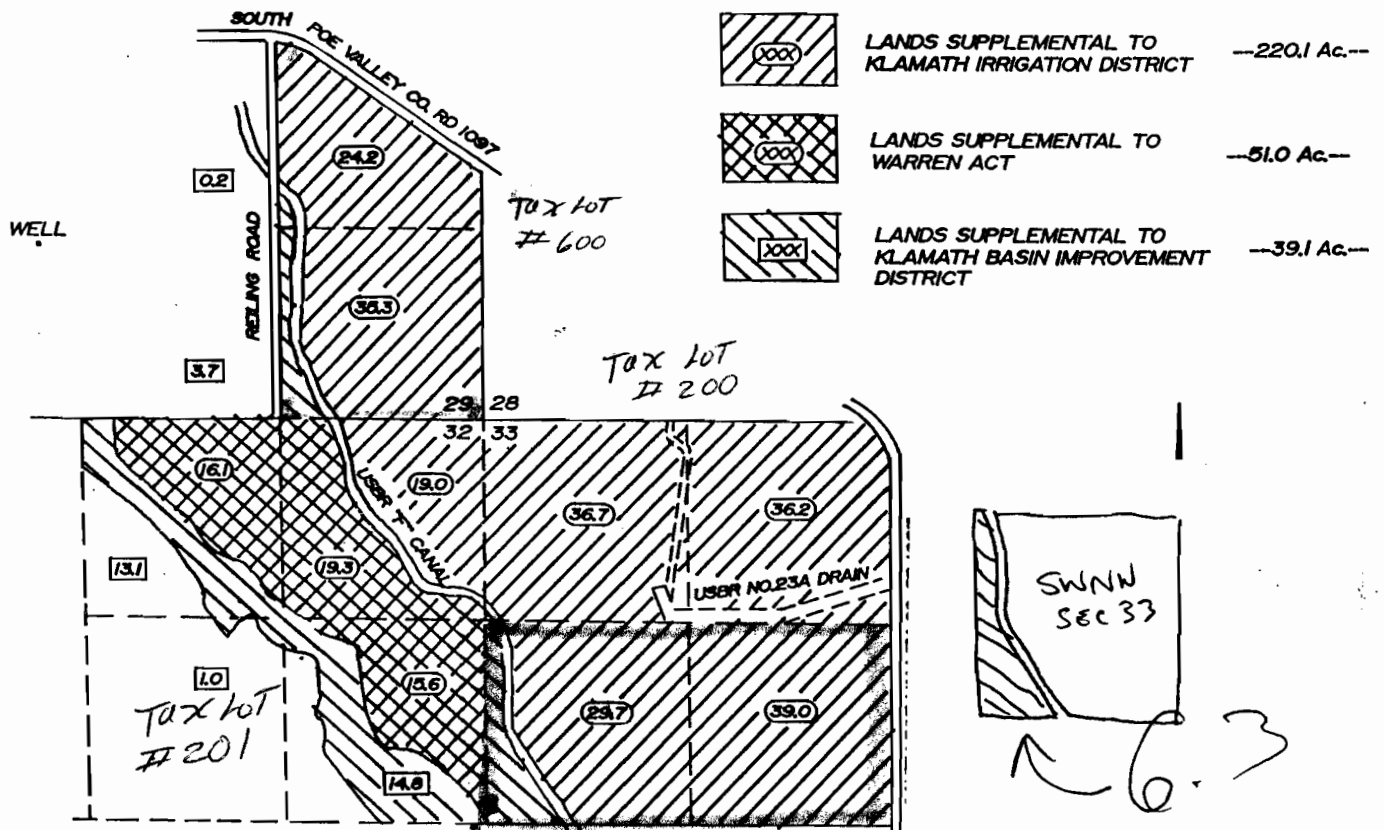 SOUTH POE VALLEY CO. RD 1097
XXX
LANDS SUPPLEMENTAL TO
KLAMATH IRRIGATION DISTRICT
---220.1 Ac.---
XXX
LANDS SUPPLEMENTAL TO
WARREN ACT
---51.0 Ac.---
XXX
LANDS SUPPLEMENTAL TO
KLAMATH BASIN IMPROVEMENT
DISTRICT
---39.1 Ac.---
24.2
0.2
WELL
REILING ROAD
TAX LOT
# 600
35.3
3.7
TAX LOT
# 200
29 28
32 33
16.1
19.0
36.7
36.2
USBR "F" CANAL
19.3
13.1
USBR NO.23A DRAIN
SWNW
SEC 33
1.0
15.6
29.7
39.0
TAX LOT
# 201
14.8
6.3